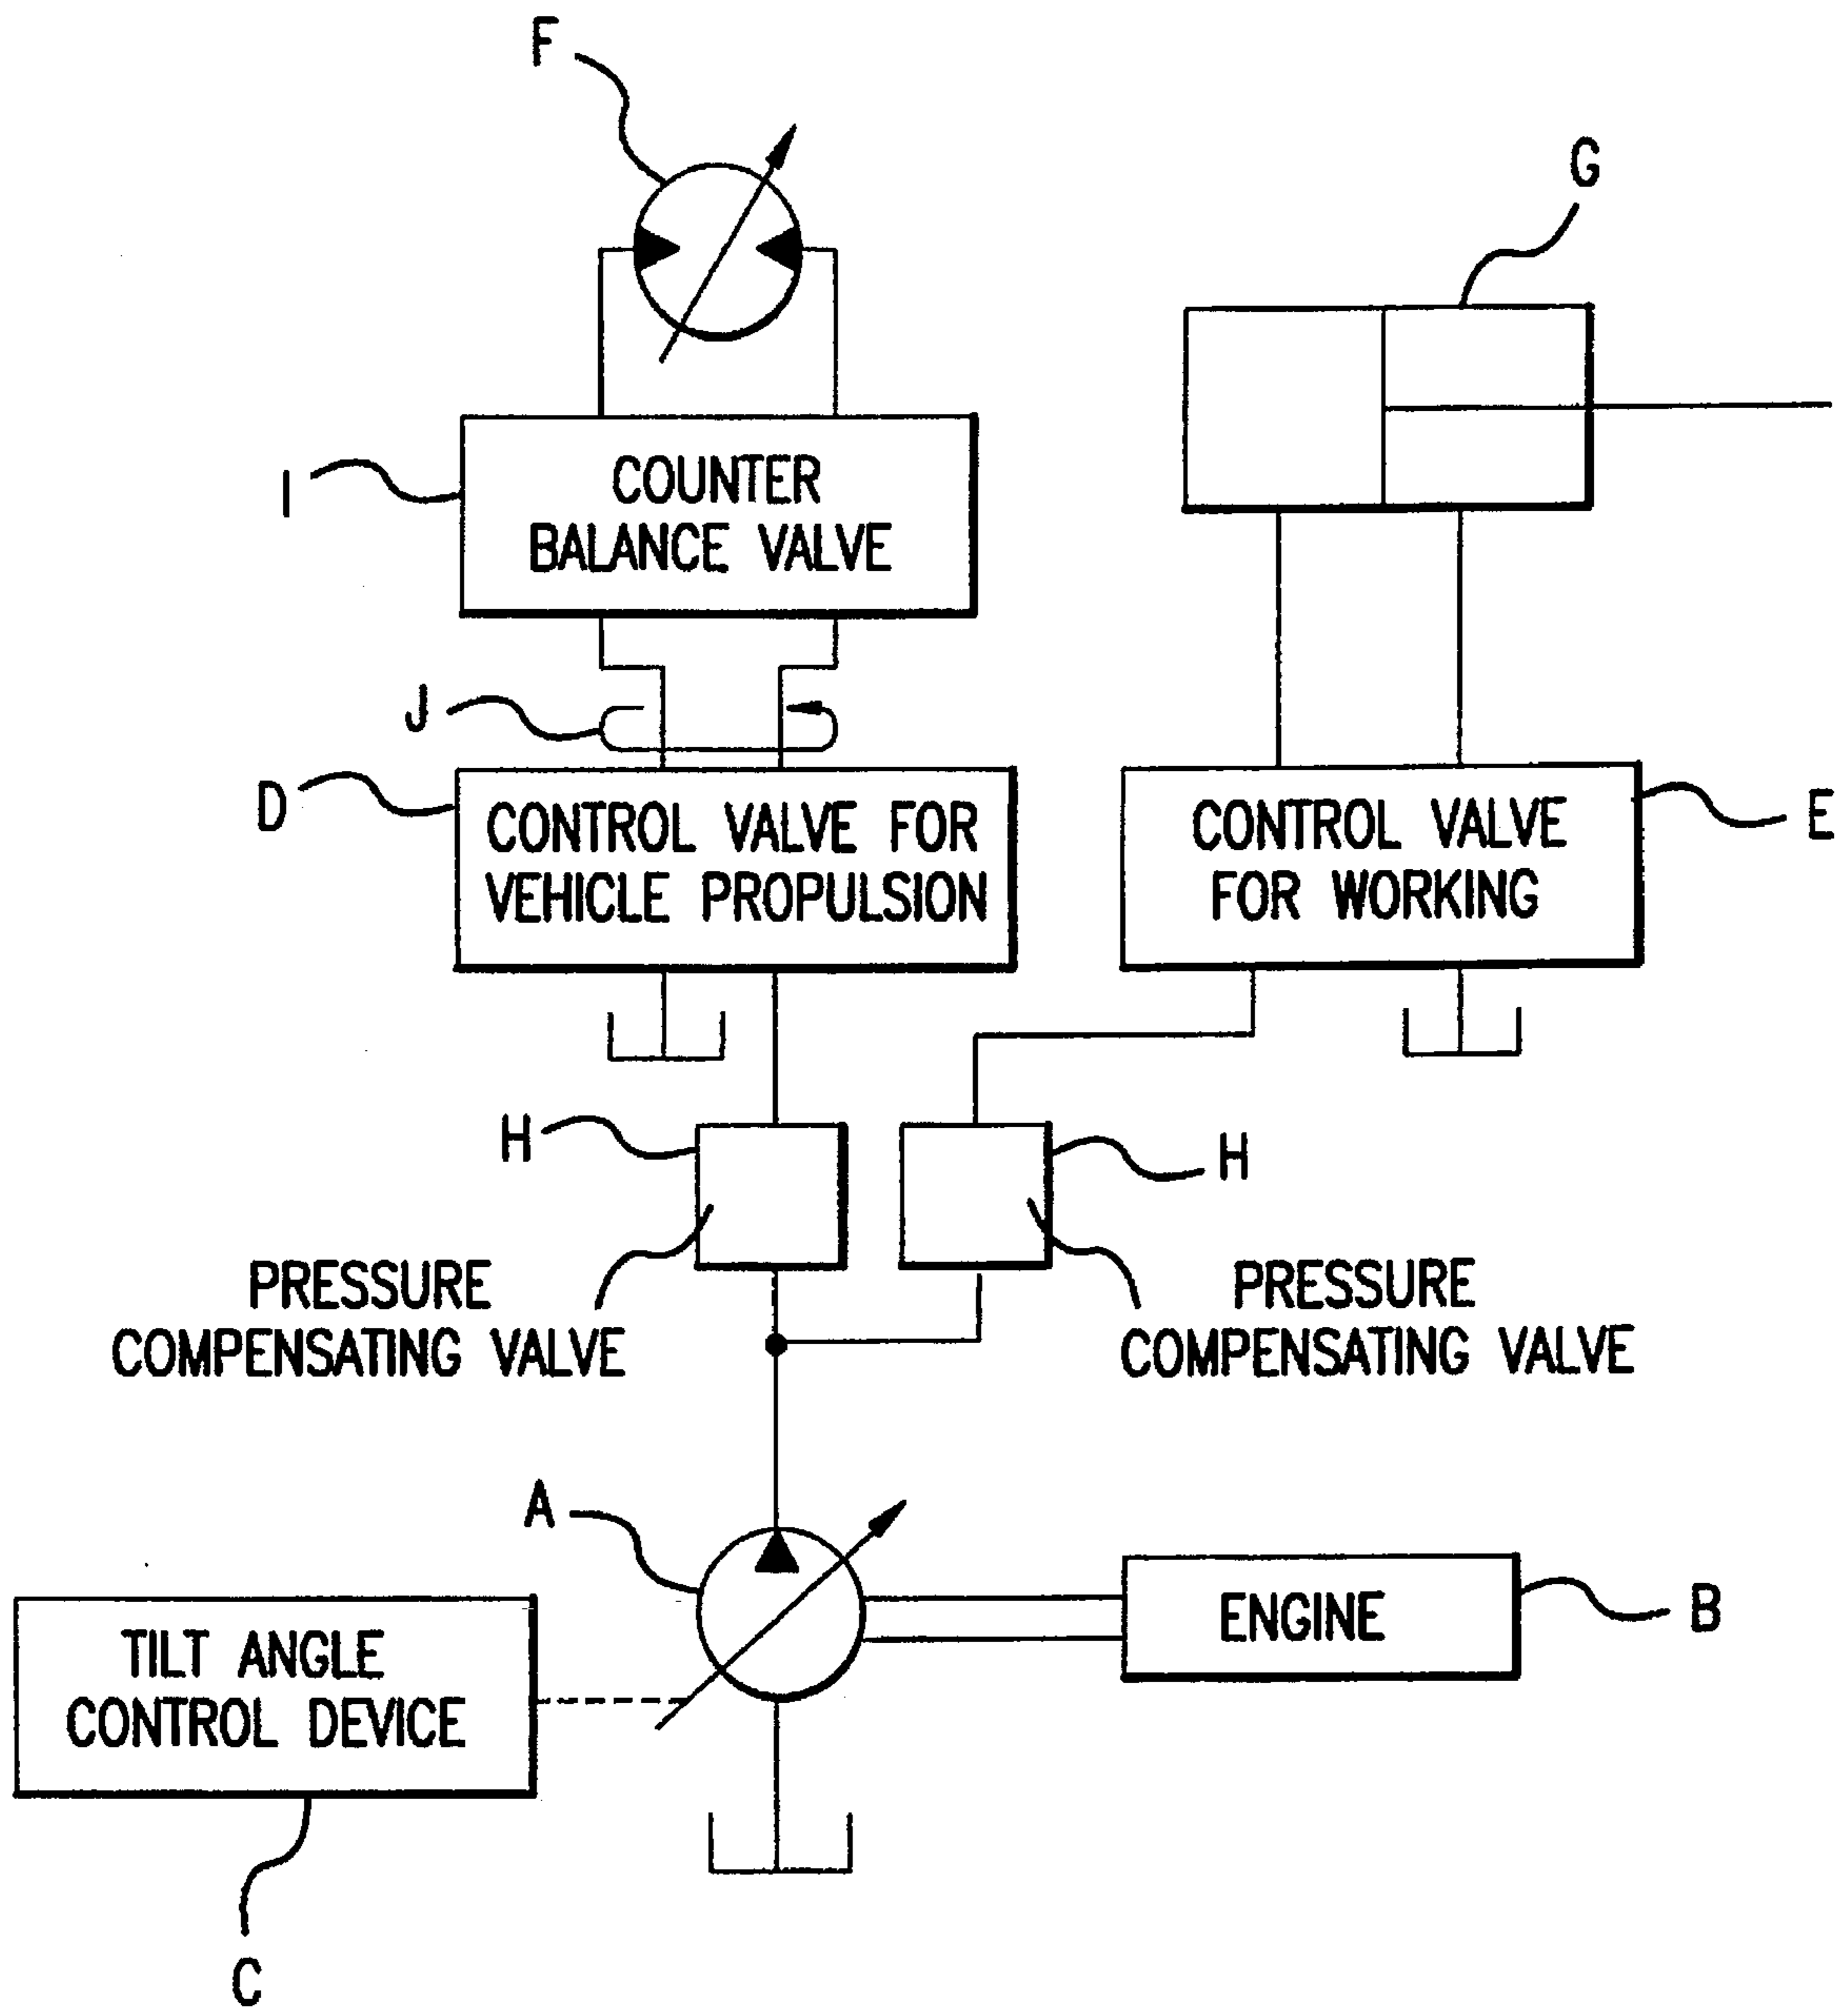 F
G
I
COUNTER
BALANCE VALVE
J
D
CONTROL VALVE FOR
VEHICLE PROPULSION
CONTROL VALVE
FOR WORKING
E
H
H
PRESSURE
COMPENSATING VALVE
PRESSURE
COMPENSATING VALVE
A
TILT ANGLE
CONTROL DEVICE
ENGINE
B
C